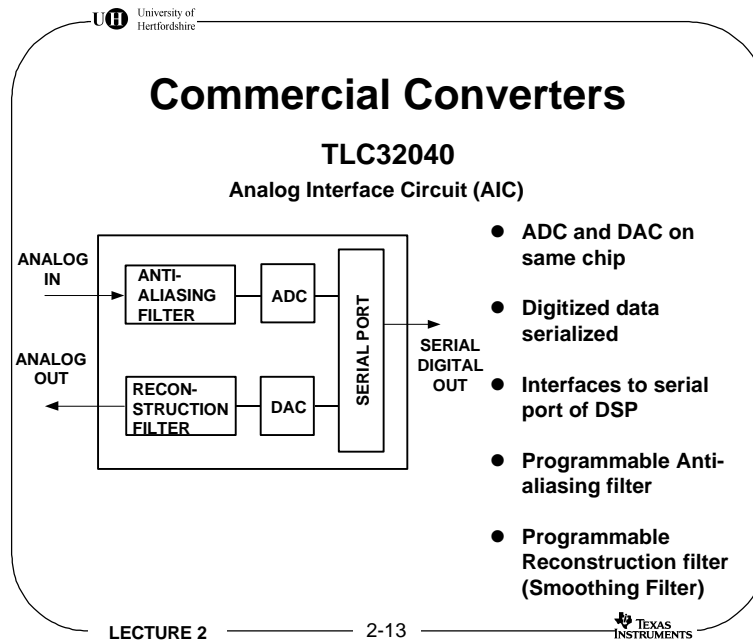 UH University of
Hertfordshire
Commercial Converters
TLC32040
Analog Interface Circuit (AIC)
ANALOG
IN
ANTI-
ALIASING
FILTER
ADC
SERIAL PORT
SERIAL
DIGITAL
OUT
ANALOG
OUT
RECON-
STRUCTION
FILTER
DAC
● ADC and DAC on
same chip
● Digitized data
serialized
● Interfaces to serial
port of DSP
● Programmable Anti-
aliasing filter
● Programmable
Reconstruction filter
(Smoothing Filter)
LECTURE 2
2-13
TEXAS
INSTRUMENTS